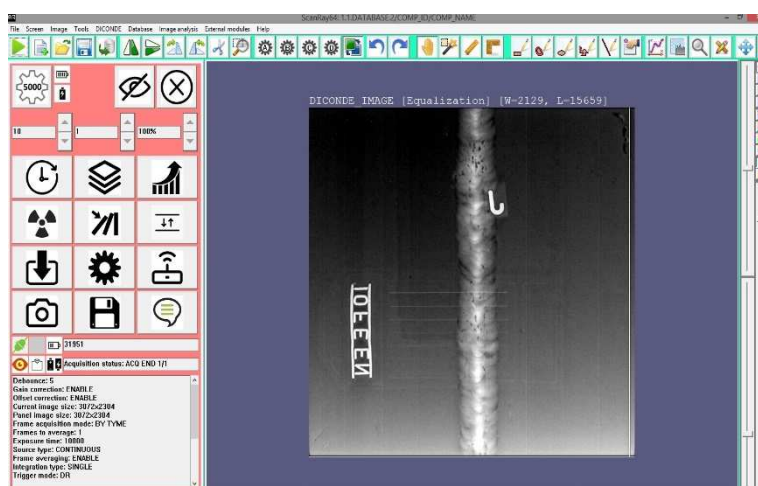 ScanRay64: 1.1.DATABASE.2/COMP_ID/COMP_NAME
File Screen Image Tools DICONDE Database Image analysis External modules Help
5000
10 1 100%
DICONDE_IMAGE [Equalization] [W-2129, L-15659]
10FEEN
31951
Acquisition status: ACQ END 1/1
Debounce: 5
Gain correction: ENABLE
Offset correction: ENABLE
Current image size: 3072x2304
Panel image size: 3072x2304
Frame acquisition mode: BY TYME
Frames to average: 1
Exposure time: 10000
Source type: CONTINUOUS
Frame averaging: ENABLE
Integration type: SINGLE
Trigger mode: DR